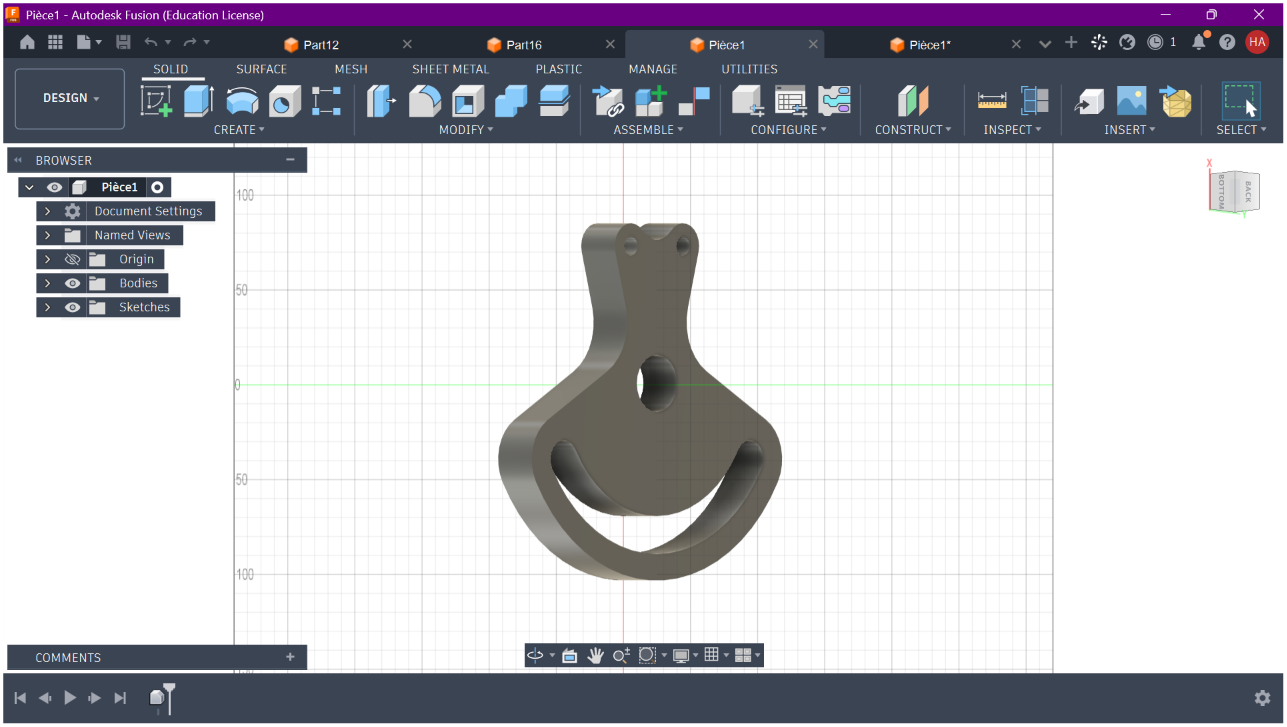 Pièce1 - Autodesk Fusion (Education License)
Part12
Part16
Pièce1
Pièce1*
1
HA
DESIGN
SOLID SURFACE MESH SHEET METAL PLASTIC MANAGE UTILITIES
CREATE MODIFY ASSEMBLE CONFIGURE CONSTRUCT INSPECT INSERT SELECT
BROWSER
Pièce1
Document Settings
Named Views
Origin
Bodies
Sketches
100
50
0
50
100
X
BOTTOM
BACK
Y
COMMENTS